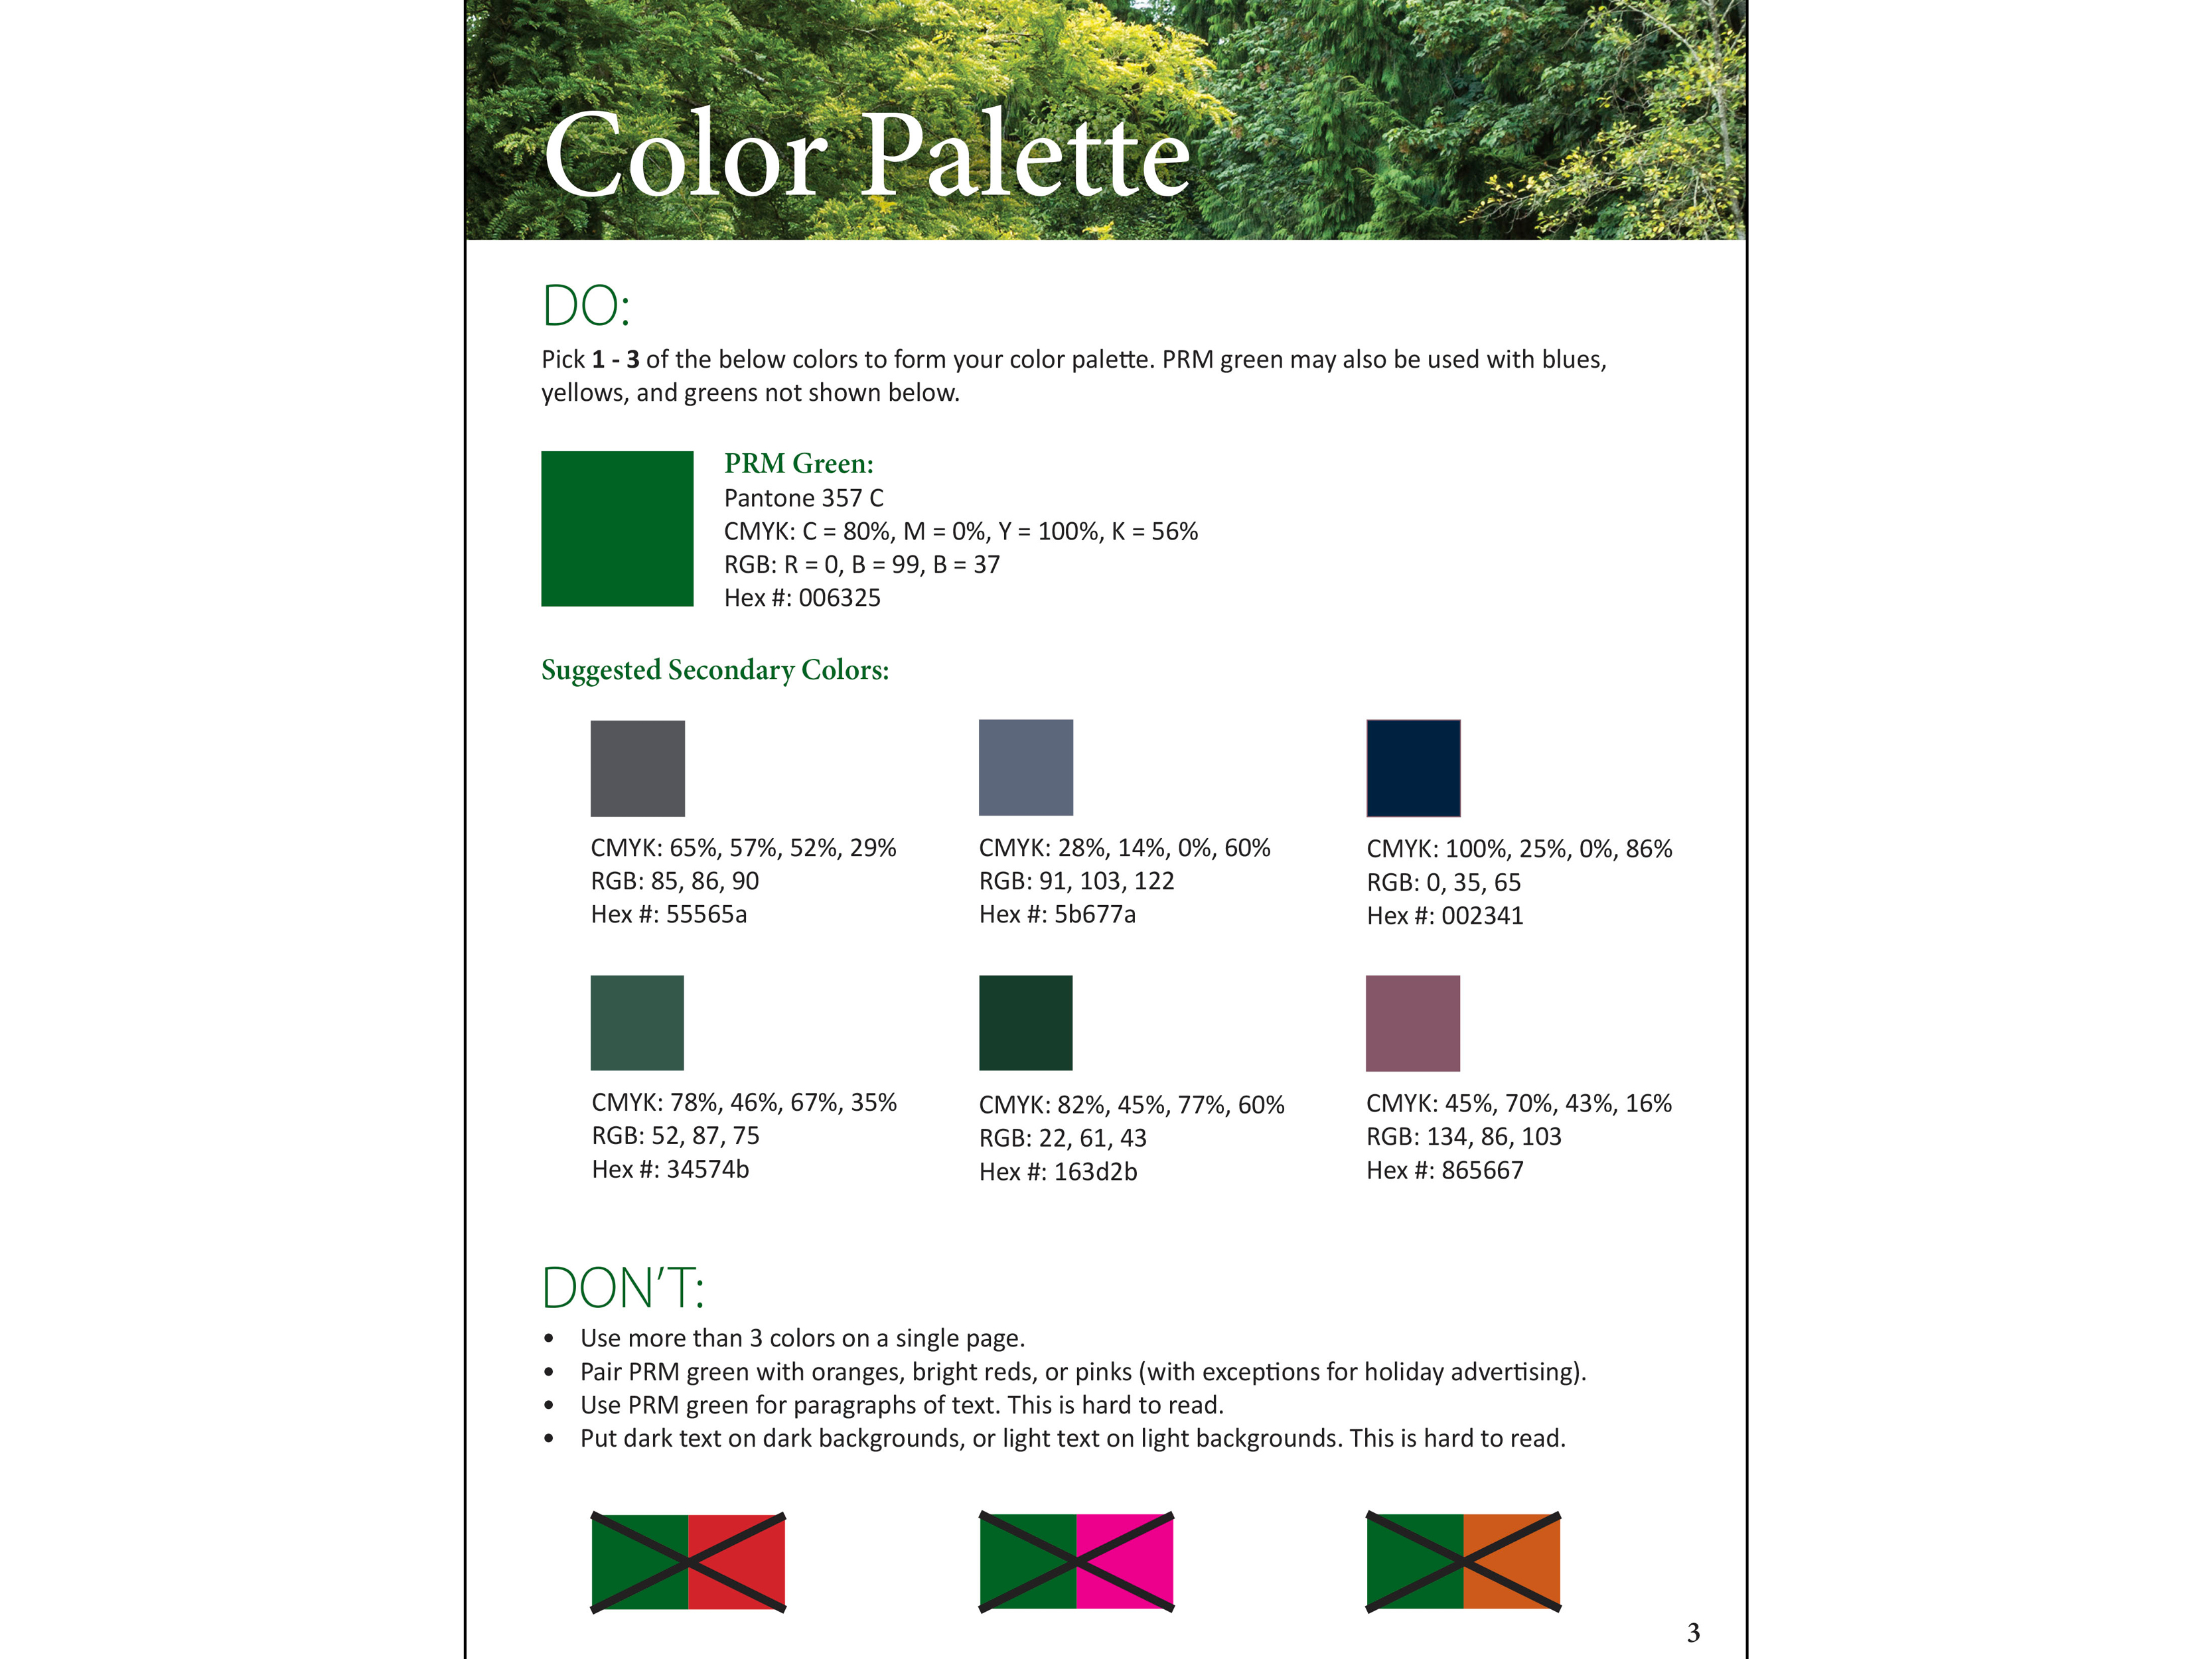 Color Palette
DO:
Pick 1 - 3 of the below colors to form your color palette. PRM green may also be used with blues,
yellows, and greens not shown below.
PRM Green:
Pantone 357 C
CMYK: C = 80%, M = 0%, Y = 100%, K = 56%
RGB: R = 0, B = 99, B = 37
Hex #: 006325
Suggested Secondary Colors:
CMYK: 65%, 57%, 52%, 29%
RGB: 85, 86, 90
Hex #: 55565a
CMYK: 28%, 14%, 0%, 60%
RGB: 91, 103, 122
Hex #: 5b677a
CMYK: 100%, 25%, 0%, 86%
RGB: 0, 35, 65
Hex #: 002341
CMYK: 78%, 46%, 67%, 35%
RGB: 52, 87, 75
Hex #: 34574b
CMYK: 82%, 45%, 77%, 60%
RGB: 22, 61, 43
Hex #: 163d2b
CMYK: 45%, 70%, 43%, 16%
RGB: 134, 86, 103
Hex #: 865667
DON'T:
• Use more than 3 colors on a single page.
• Pair PRM green with oranges, bright reds, or pinks (with exceptions for holiday advertising).
• Use PRM green for paragraphs of text. This is hard to read.
• Put dark text on dark backgrounds, or light text on light backgrounds. This is hard to read.
3